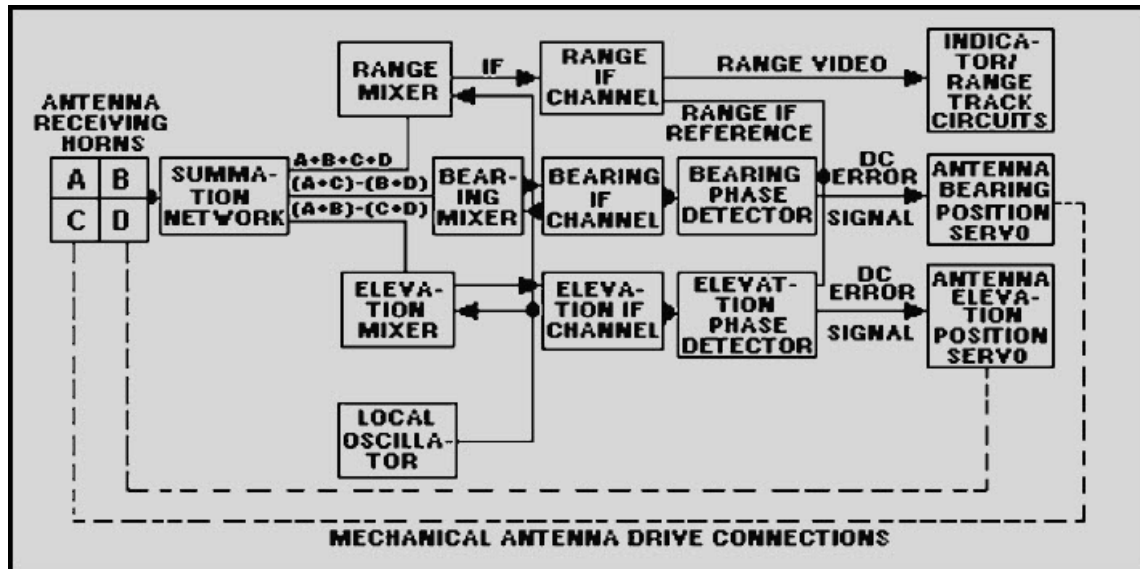 ANTENNA
RECEIVING
HORNS
A B
C D
SUMMA-
TION
NETWORK
A+B+C+D
(A+C)-(B+D)
(A+B)-(C+D)
RANGE
MIXER
IF
RANGE
IF
CHANNEL
RANGE VIDEO
INDICA-
TOR/
RANGE
TRACK
CIRCUITS
RANGE IF
REFERENCE
BEAR-
ING
MIXER
BEARING
IF
CHANNEL
BEARING
PHASE
DETECTOR
DC
ERROR
SIGNAL
ANTENNA
BEARING
POSITION
SERVO
ELEVA-
TION
MIXER
ELEVA-
TION IF
CHANNEL
ELEVAT-
TION
PHASE
DETECTOR
DC
ERROR
SIGNAL
ANTENNA
ELEVA-
TION
POSITION
SERVO
LOCAL
OSCILLA-
TOR
MECHANICAL ANTENNA DRIVE CONNECTIONS